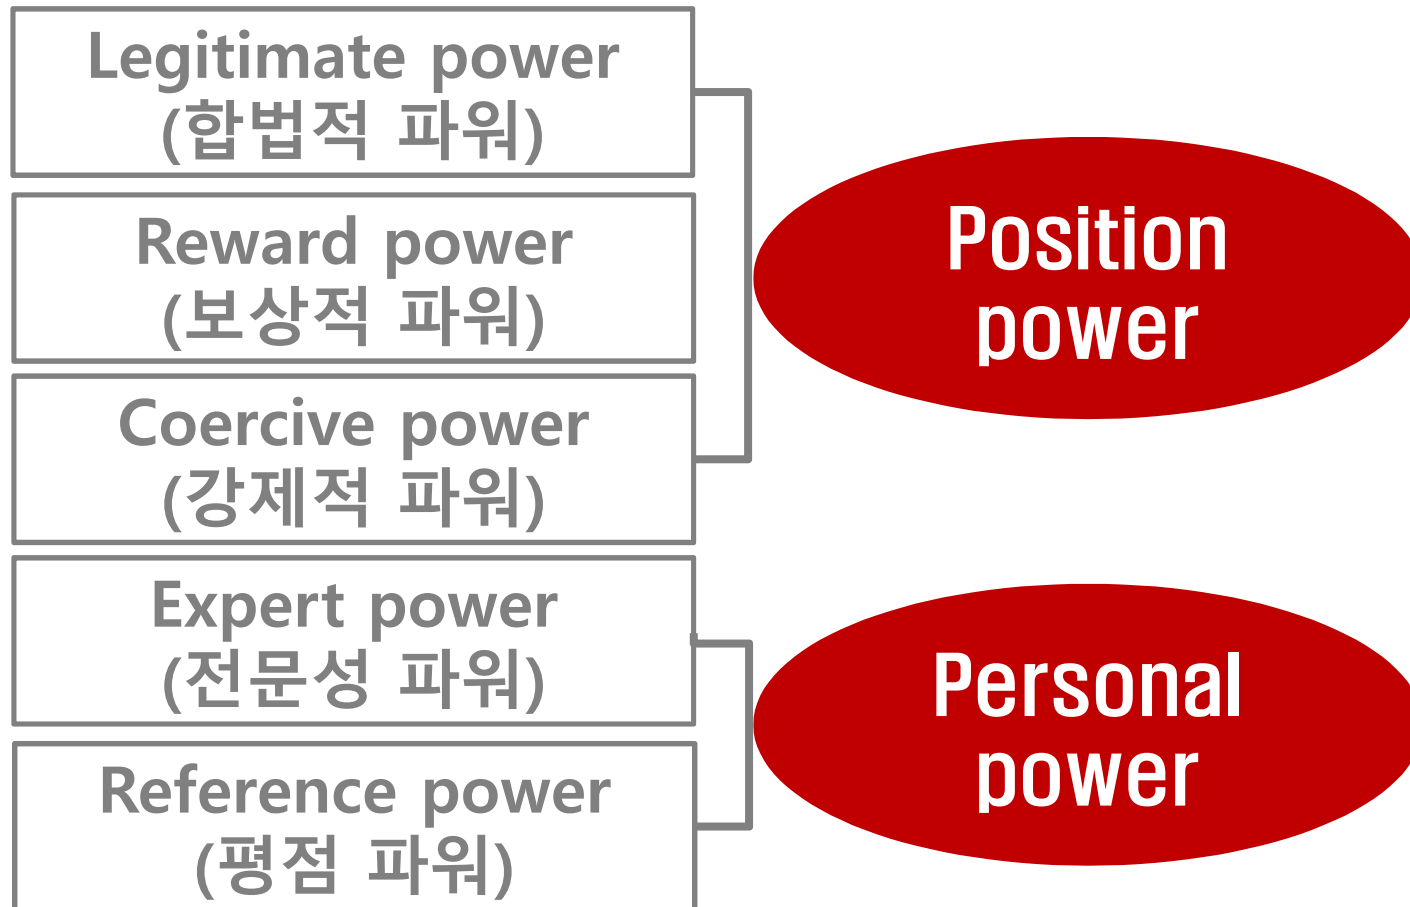 Legitimate power
(합법적 파워)
Reward power
(보상적 파워)
Coercive power
(강제적 파워)
Position
power
Expert power
(전문성 파워)
Reference power
(평점 파워)
Personal
power